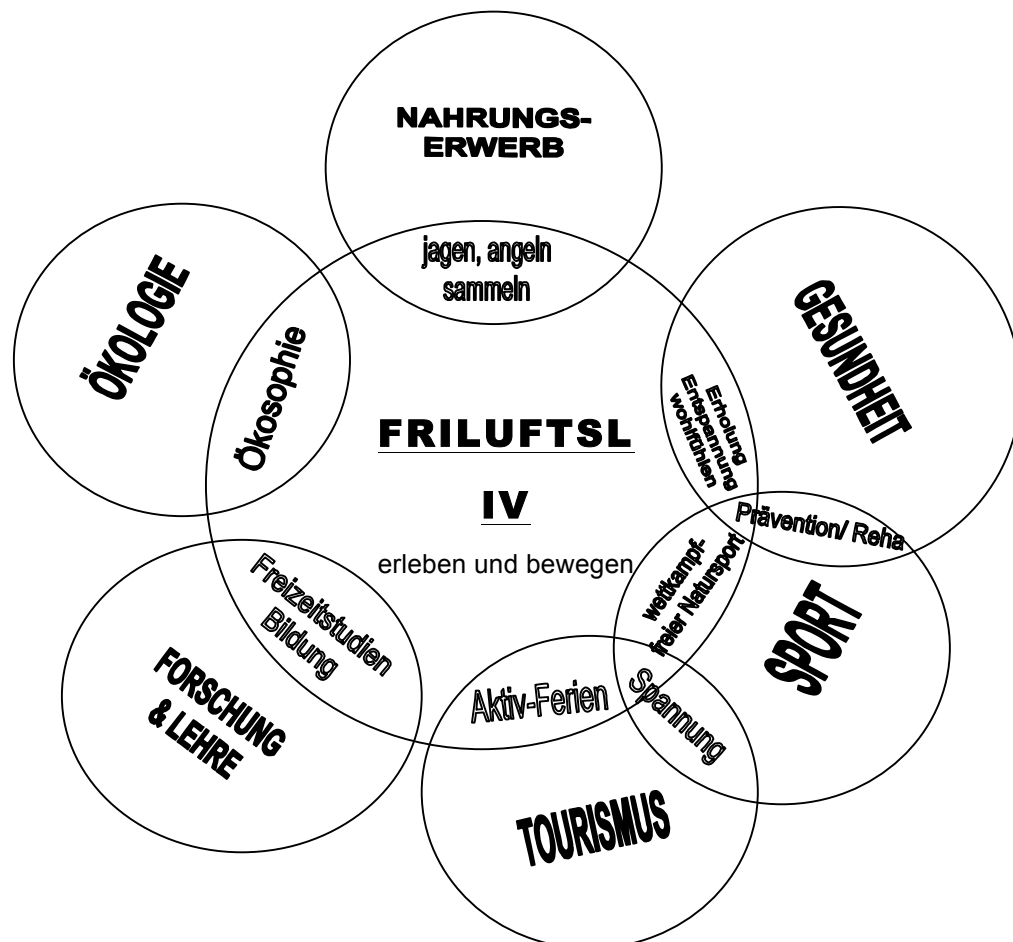 NAHRUNGS-
ERWERB
jagen, angeln
sammeln
ÖKOLOGIE
Ökosophie
GESUNDHEIT
Erholung
Entspannung
wohlfühlen
FRILUFTSL
IV
erleben und bewegen
Prävention/ Reha
wettkampf-
freier Natursport
SPORT
Freizeitstudien
Bildung
FORSCHUNG
& LEHRE
Aktiv-Ferien
Spannung
TOURISMUS